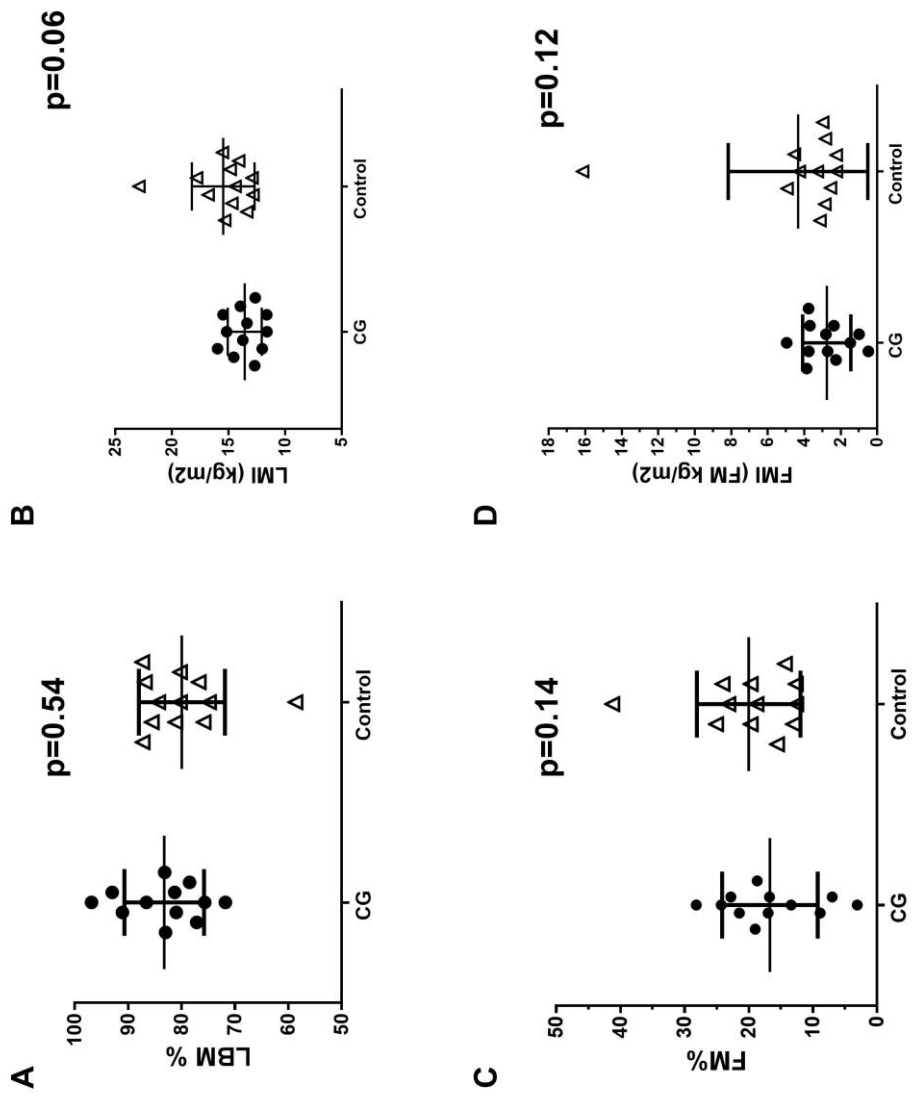 A
p=0.54
LBM %
100
90
80
70
60
50
CG
Control
B
p=0.06
LMI (kg/m2)
25
20
15
10
5
CG
Control
C
p=0.14
FM%
50
40
30
20
10
0
CG
Control
D
p=0.12
FMI (FM kg/m2)
18
16
14
12
10
8
6
4
2
0
CG
Control